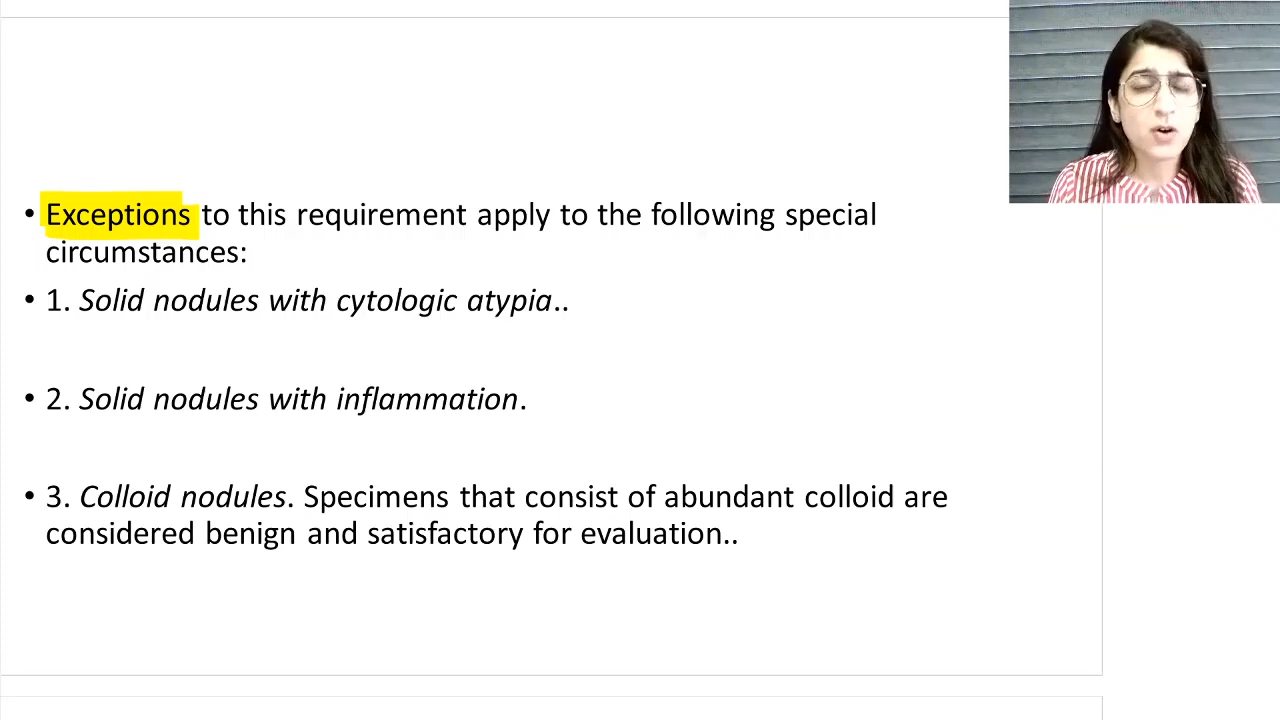 • Exceptions to this requirement apply to the following special
circumstances:
• 1. Solid nodules with cytologic atypia..
• 2. Solid nodules with inflammation.
• 3. Colloid nodules. Specimens that consist of abundant colloid are
considered benign and satisfactory for evaluation..